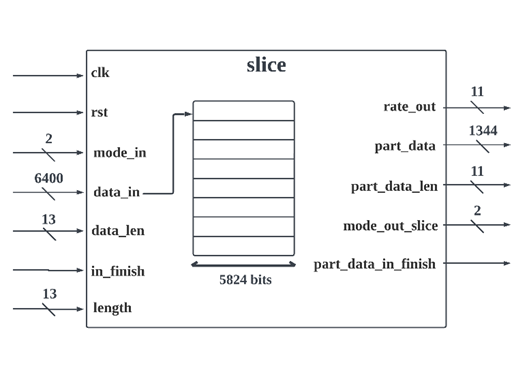 slice
clk
rst
2
mode_in
6400
data_in
13
data_len
in_finish
13
length
5824 bits
11
rate_out
1344
part_data
11
part_data_len
2
mode_out_slice
part_data_in_finish